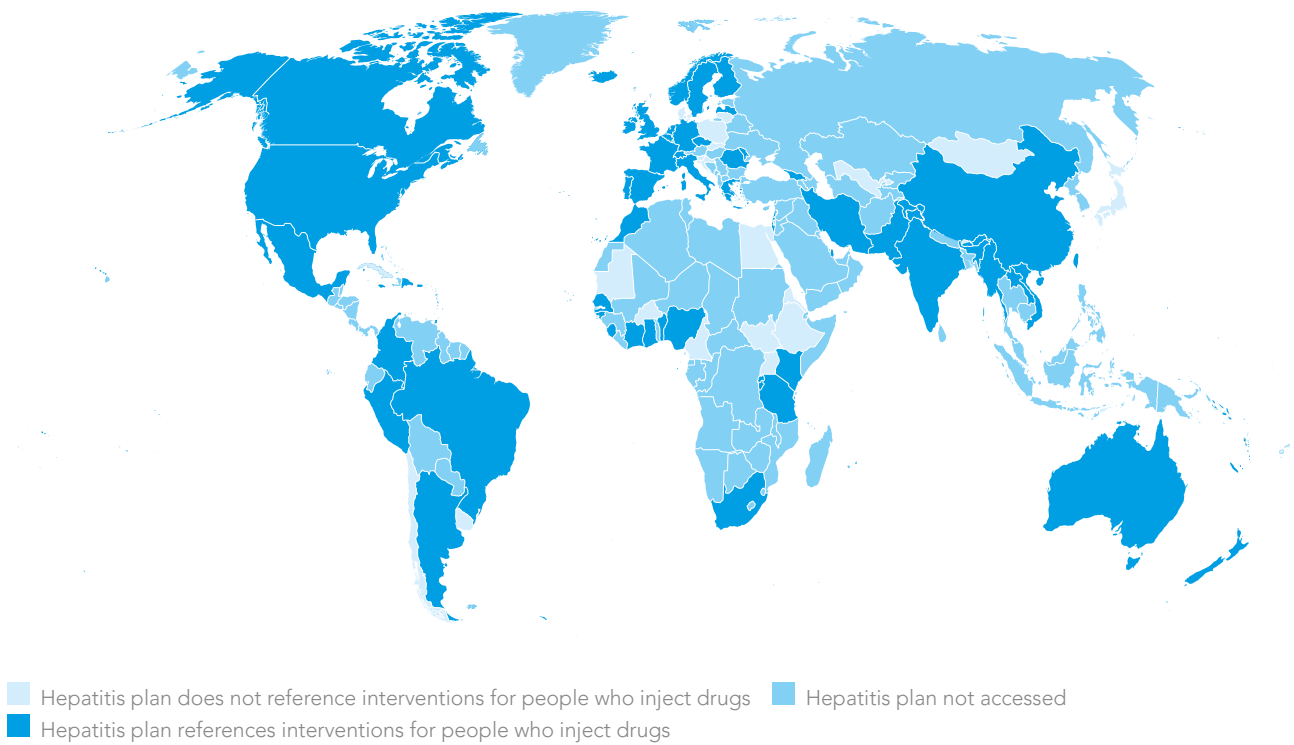 Hepatitis plan does not reference interventions for people who inject drugs
Hepatitis plan not accessed
Hepatitis plan references interventions for people who inject drugs